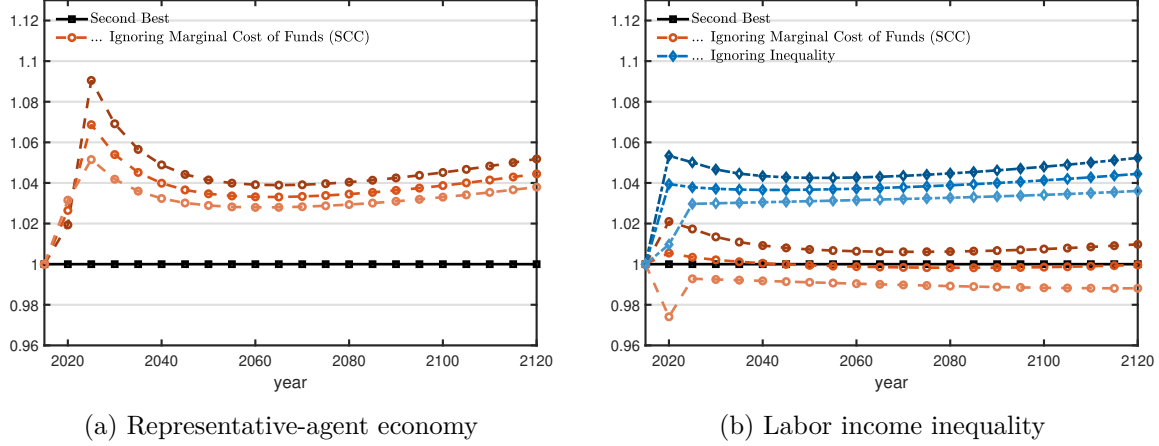 1.12
1.1
1.08
1.06
1.04
1.02
1
0.98
0.96
Second Best
... Ignoring Marginal Cost of Funds (SCC)
2020 2040 2060 2080 2100 2120
year
(a) Representative-agent economy
1.12
1.1
1.08
1.06
1.04
1.02
1
0.98
0.96
Second Best
... Ignoring Marginal Cost of Funds (SCC)
... Ignoring Inequality
2020 2040 2060 2080 2100 2120
year
(b) Labor income inequality